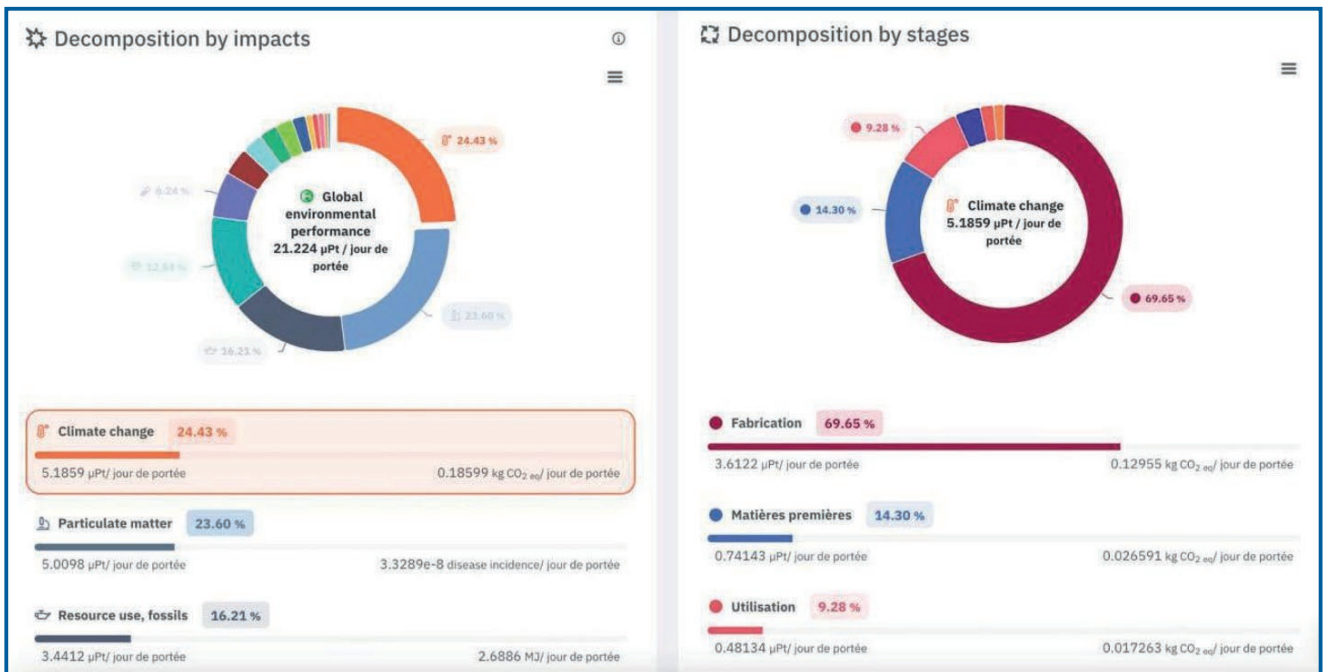 Decomposition by impacts
24.43 %
6.24 %
Global
environmental
performance
21.224 µPt / jour de
portée
23.60 %
16.21 %
Climate change 24.43 %
5.1859 µPt/ jour de portée 0.18599 kg CO2 eq/ jour de portée
Particulate matter 23.60 %
5.0098 µPt/ jour de portée 3.3289e-8 disease incidence/ jour de portée
Resource use, fossils 16.21 %
3.4412 µPt/ jour de portée 2.6886 MJ/ jour de portée
Decomposition by stages
9.28 %
14.30 %
Climate change
5.1859 µPt / jour de
portée
69.65 %
Fabrication 69.65 %
3.6122 µPt/ jour de portée 0.12955 kg CO2 eq/ jour de portée
Matières premières 14.30 %
0.74143 µPt/ jour de portée 0.026591 kg CO2 eq/ jour de portée
Utilisation 9.28 %
0.48134 µPt/ jour de portée 0.017263 kg CO2 eq/ jour de portée